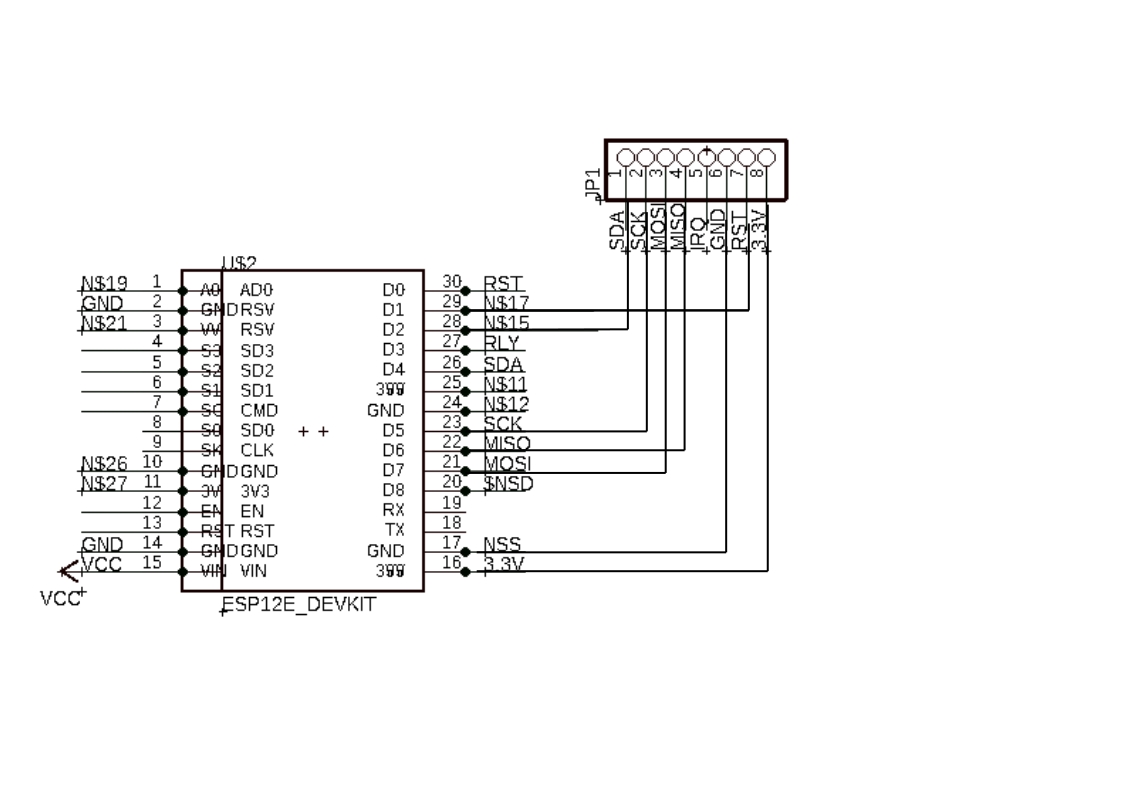 JP1
1 2 3 4 5 6 7 8
SDA SCK MOSI MISO IRQ GND RST 3.3V
U$2
N$19 1 A0 AD0 D0 30 RST
GND 2 GND RSV D1 29 N$17
N$21 3 VV RSV D2 28 N$15
4 S3 SD3 D3 27 RLY
5 S2 SD2 D4 26 SDA
6 S1 SD1 25 N$11
7 SC CMD GND 24 N$12
8 S0 SD0 D5 23 SCK
9 SK CLK D6 22 MISO
N$26 10 GND GND D7 21 MOSI
N$27 11 3V 3V3 D8 20 $NSD
12 EN EN RX 19
13 RST RST TX 18
GND 14 GND GND GND 17 NSS
VCC 15 VIN VIN 16 3.3V
VCC
ESP12E_DEVKIT